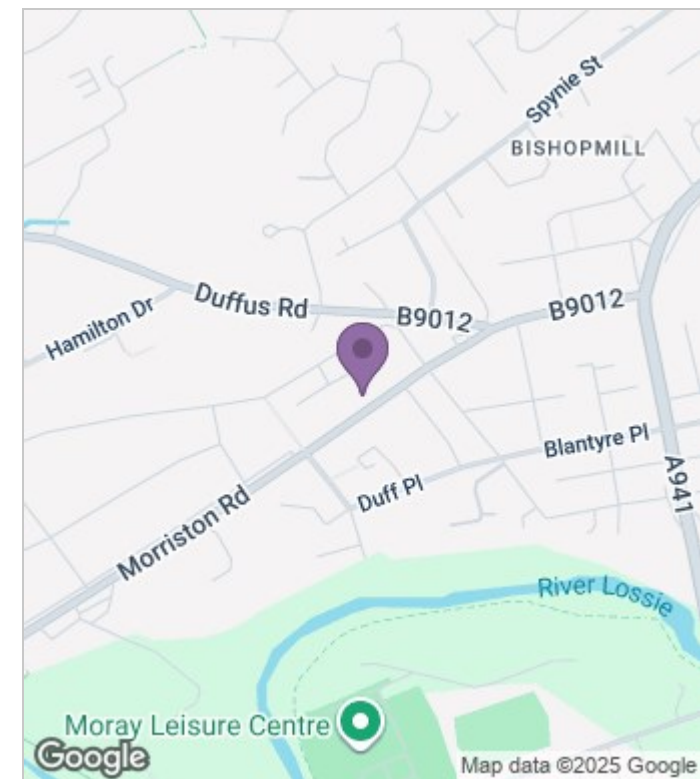 Spynie St
BISHOPMILL
Duffus Rd
B9012
B9012
Hamilton Dr
Blantyre Pl
A941
Duff Pl
Morriston Rd
River Lossie
Moray Leisure Centre
Google
Map data ©2025 Google